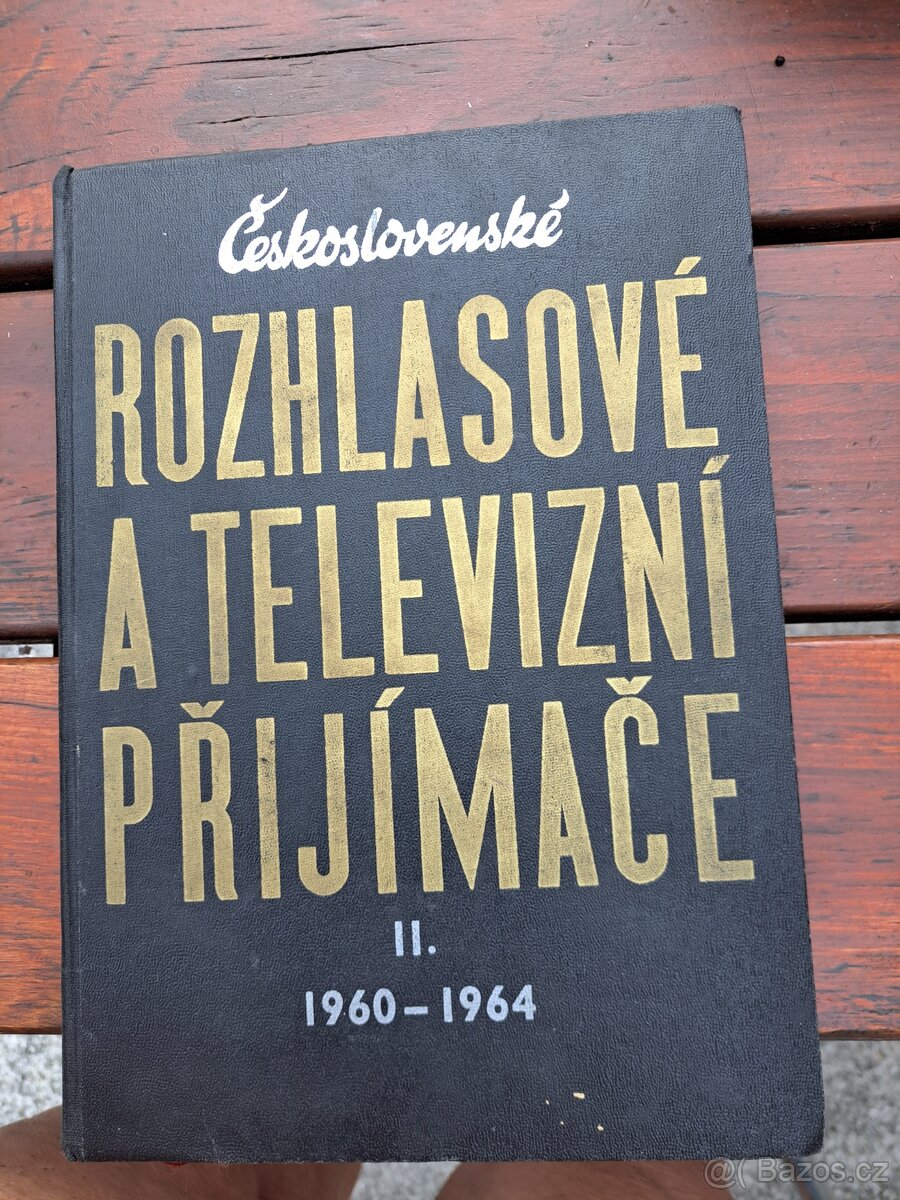 Československé
ROZHLASOVÉ
A TELEVIZNÍ
PŘIJÍMAČE
II.
1960-1964
@( Bazos.cz